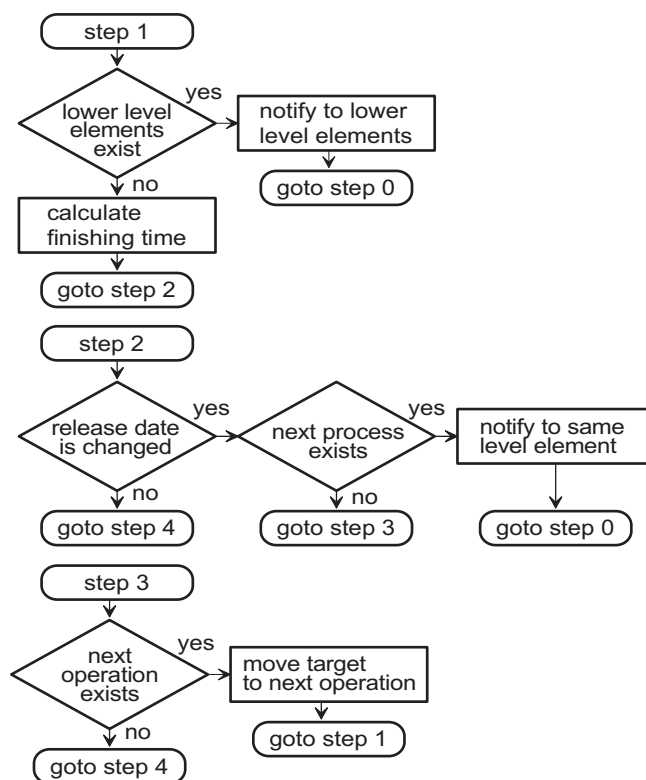 step 1
yes
lower level
elements
exist
notify to lower
level elements
no
goto step 0
calculate
finishing time
goto step 2
step 2
yes
release date
is changed
yes
next process
exists
notify to same
level element
no
no
goto step 4
goto step 3
goto step 0
step 3
yes
next
operation
exists
move target
to next operation
no
goto step 1
goto step 4